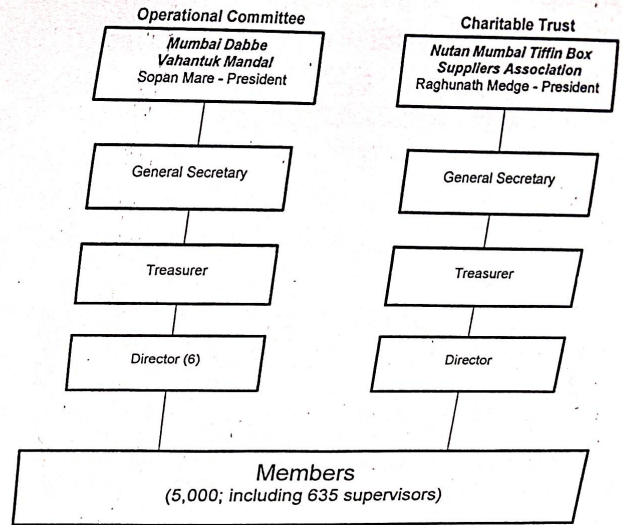 Operational Committee
Mumbai Dabbe
Vahantuk Mandal
Sopan Mare - President
General Secretary
Treasurer
Director (6)
Charitable Trust
Nutan Mumbai Tiffin Box
Suppliers Association
Raghunath Medge - President
General Secretary
Treasurer
Director
Members
(5,000; including 635 supervisors)